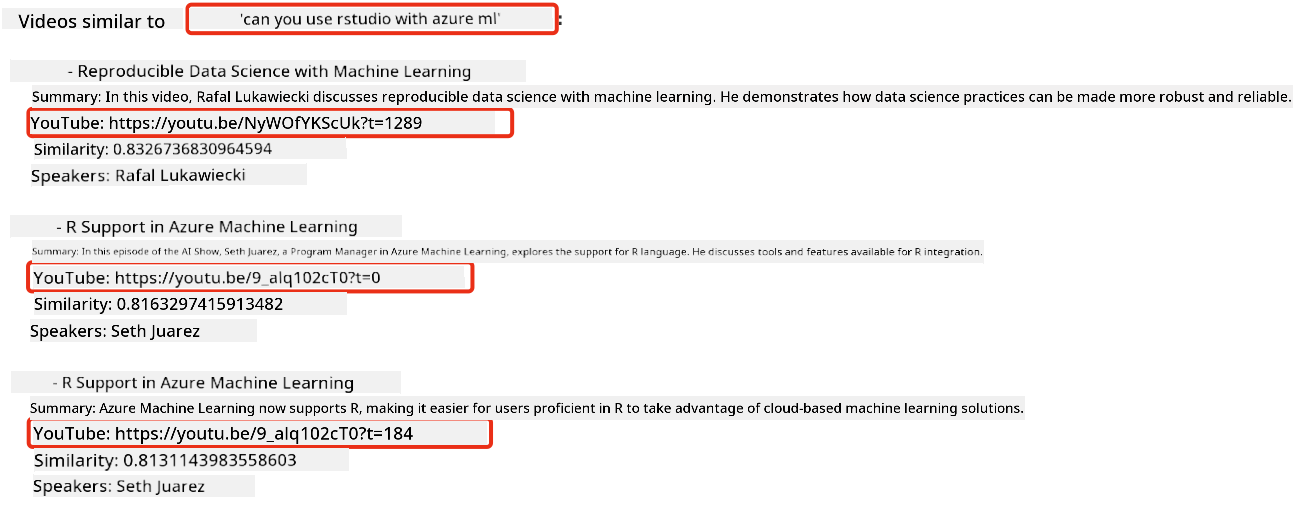 Videos similar to 'can you use rstudio with azure ml':
- Reproducible Data Science with Machine Learning
Summary: In this video, Rafal Lukawiecki discusses reproducible data science with machine learning. He demonstrates how data science practices can be made more robust and reliable.
YouTube: https://youtu.be/NyWOfYKScUk?t=1289
Similarity: 0.8326736830964594
Speakers: Rafal Lukawiecki
- R Support in Azure Machine Learning
Summary: In this episode of the AI Show, Seth Juarez, a Program Manager in Azure Machine Learning, explores the support for R language. He discusses tools and features available for R integration.
YouTube: https://youtu.be/9_alq102cT0?t=0
Similarity: 0.8163297415913482
Speakers: Seth Juarez
- R Support in Azure Machine Learning
Summary: Azure Machine Learning now supports R, making it easier for users proficient in R to take advantage of cloud-based machine learning solutions.
YouTube: https://youtu.be/9_alq102cT0?t=184
Similarity: 0.8131143983558603
Speakers: Seth Juarez